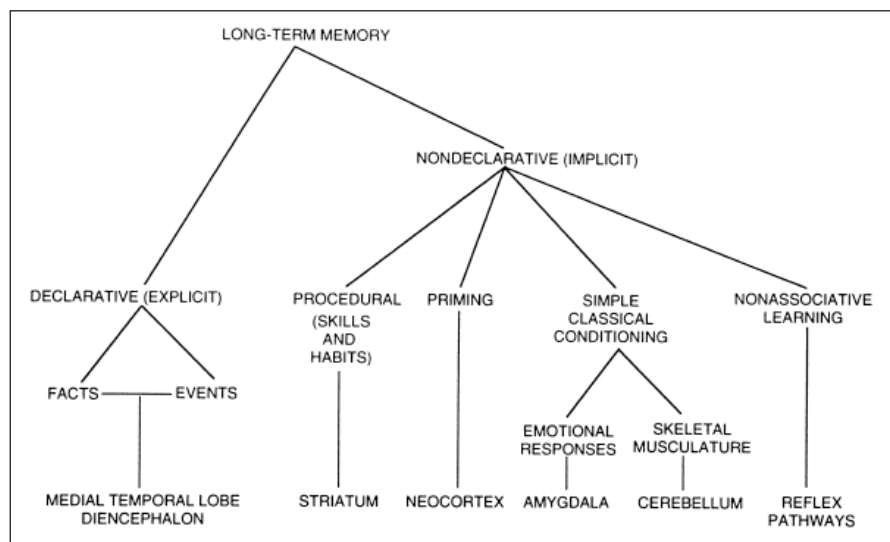 LONG-TERM MEMORY
NONDECLARATIVE (IMPLICIT)
DECLARATIVE (EXPLICIT)
PROCEDURAL
(SKILLS
AND
HABITS)
PRIMING
SIMPLE
CLASSICAL
CONDITIONING
NONASSOCIATIVE
LEARNING
FACTS
EVENTS
EMOTIONAL
RESPONSES
SKELETAL
MUSCULATURE
MEDIAL TEMPORAL LOBE
DIENCEPHALON
STRIATUM
NEOCORTEX
AMYGDALA
CEREBELLUM
REFLEX
PATHWAYS